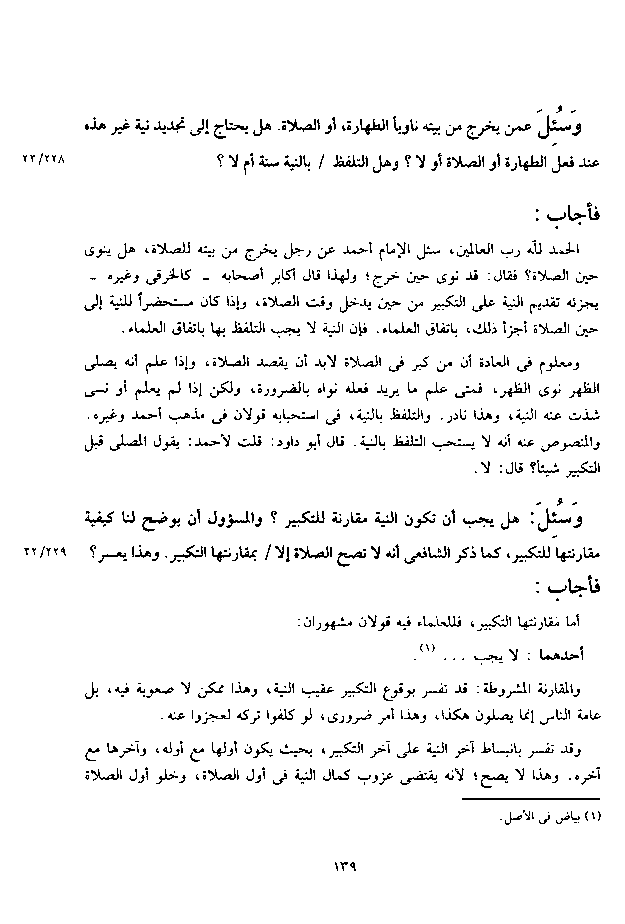 وَسُئِلَ عمن يخرج من بيته ناوياً الطهارة، أو الصلاة. هل يحتاج إلى تجديد نية غير هذه
عند فعل الطهارة أو الصلاة أو لا ؟ وهل التلفظ / بالنية سنة أم لا ؟ ٢٢/٢٢٨
فأجاب :
الحمد للَّه رب العالمين، سئل الإمام أحمد عن رجل يخرج من بيته للصلاة، هل ينوى
حين الصلاة؟ فقال: قد نوى حين خرج؛ ولهذا قال أكابر أصحابه ـ كالخرقى وغيره ـ
يجزئه تقديم النية على التكبير من حين يدخل وقت الصلاة، وإذا كان مستحضراً للنية إلى
حين الصلاة أجزأ ذلك، باتفاق العلماء. فإن النية لا يجب التلفظ بها باتفاق العلماء.
ومعلوم فى العادة أن من كبر فى الصلاة لابد أن يقصد الصلاة، وإذا علم أنه يصلى
الظهر نوى الظهر، فمتى علم ما يريد فعله نواه بالضرورة، ولكن إذا لم يعلم أو نسى
شذت عنه النية، وهذا نادر. والتلفظ بالنية، فى استحبابه قولان فى مذهب أحمد وغيره.
والمنصوص عنه أنه لا يستحب التلفظ بالنية. قال أبو داود: قلت لأحمد: يقول المصلى قبل
التكبير شيئاً؟ قال: لا.
وَسُئِلَ: هل يجب أن تكون النية مقارنة للتكبير ؟ والمسؤول أن يوضح لنا كيفية
مقارنتها للتكبير، كما ذكر الشافعى أنه لا تصح الصلاة إلا / بمقارنتها التكبير. وهذا يعسر؟ ٢٢/٢٢٩
فأجاب :
أما مقارنتها التكبير، فللعلماء فيه قولان مشهوران:
أحدهما : لا يجب ... (١).
والمقارنة المشروطة: قد تفسر بوقوع التكبير عقيب النية، وهذا ممكن لا صعوبة فيه، بل
عامة الناس إنما يصلون هكذا، وهذا أمر ضرورى، لو كلفوا تركه لعجزوا عنه.
وقد تفسر بانبساط آخر النية على آخر التكبير، بحيث يكون أولها مع أوله، وآخرها مع
آخره. وهذا لا يصح؛ لأنه يقتضى عزوب كمال النية فى أول الصلاة، وخلو أول الصلاة
(١) بياض فى الأصل.
١٣٩